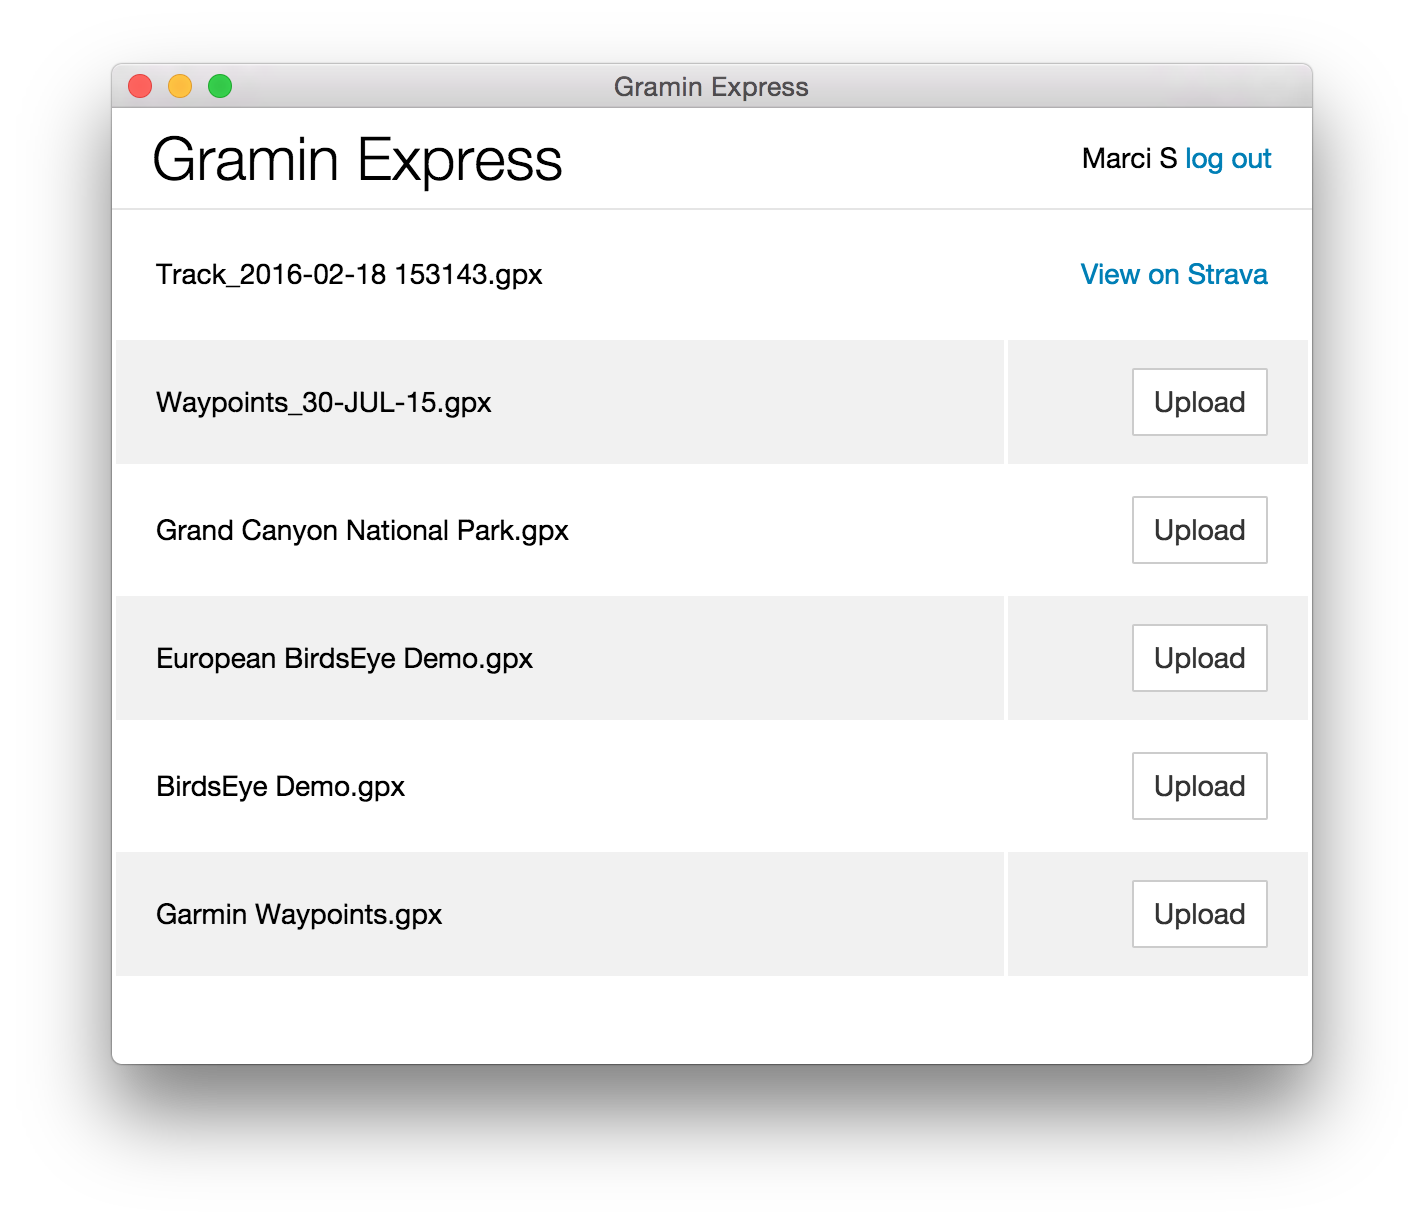 Gramin Express
Gramin Express
Marci S log out
Track_2016-02-18 153143.gpx
View on Strava
Waypoints_30-JUL-15.gpx
Upload
Grand Canyon National Park.gpx
Upload
European BirdsEye Demo.gpx
Upload
BirdsEye Demo.gpx
Upload
Garmin Waypoints.gpx
Upload